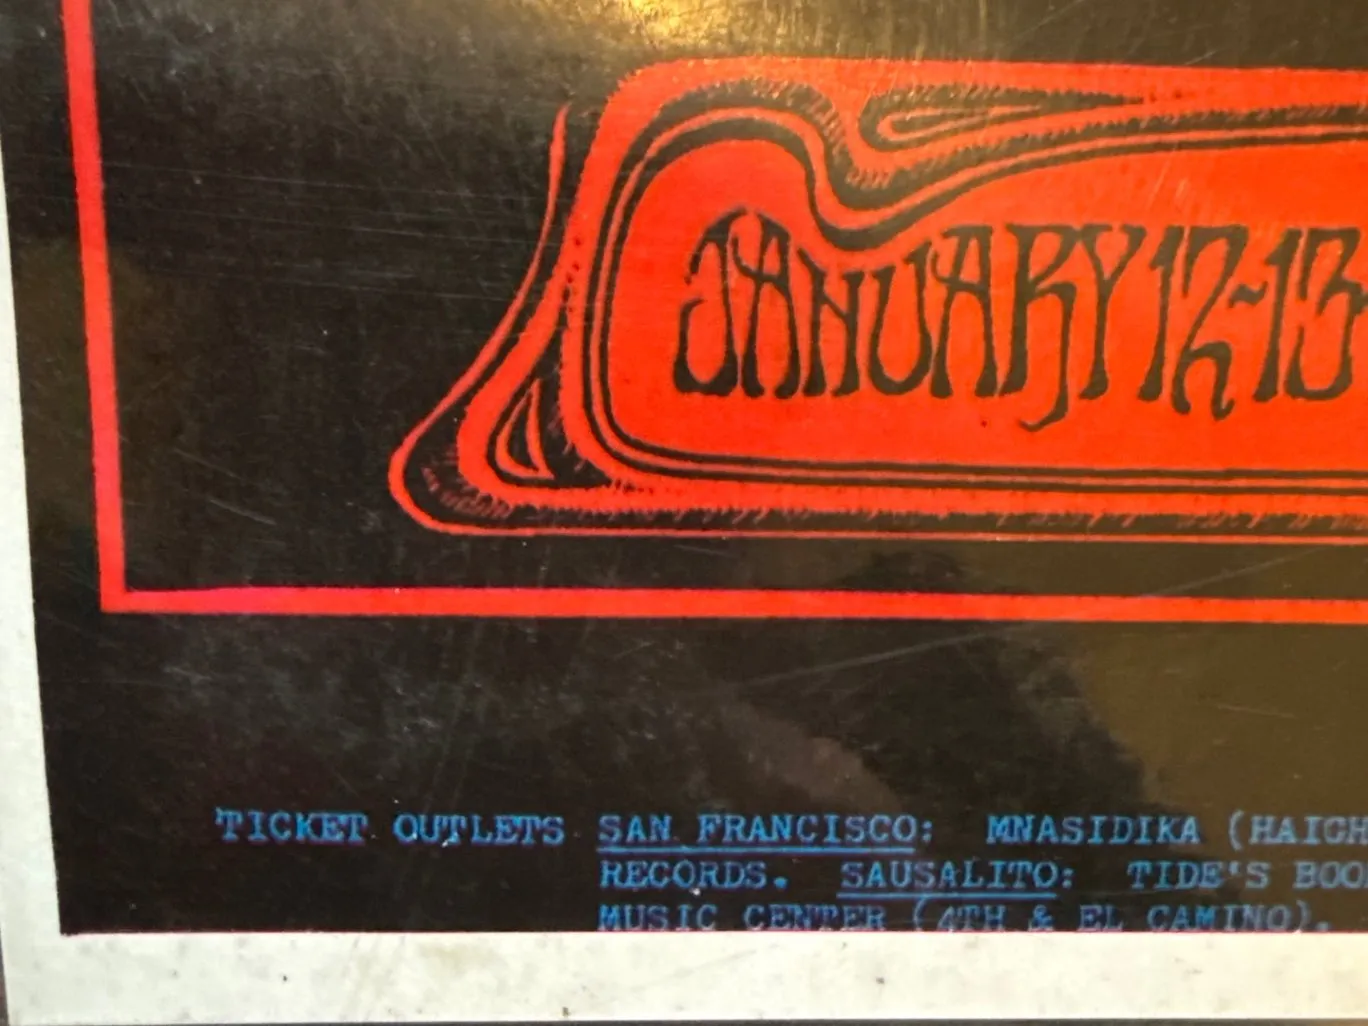 JANUARY 12-13
TICKET OUTLETS SAN FRANCISCO: MNASIDIKA (HAIGH
RECORDS. SAUSALITO: TIDE'S BOO
MUSIC CENTER (4TH & EL CAMINO).